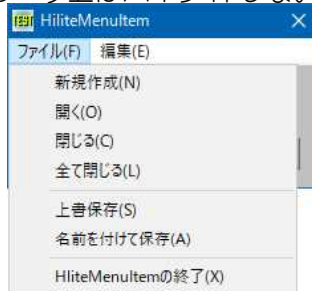 HiliteMenuItem
ファイル(F) 編集(E)
新規作成(N)
開く(O)
閉じる(C)
全て閉じる(L)
上書保存(S)
名前を付けて保存(A)
HliteMenuItemの終了(X)